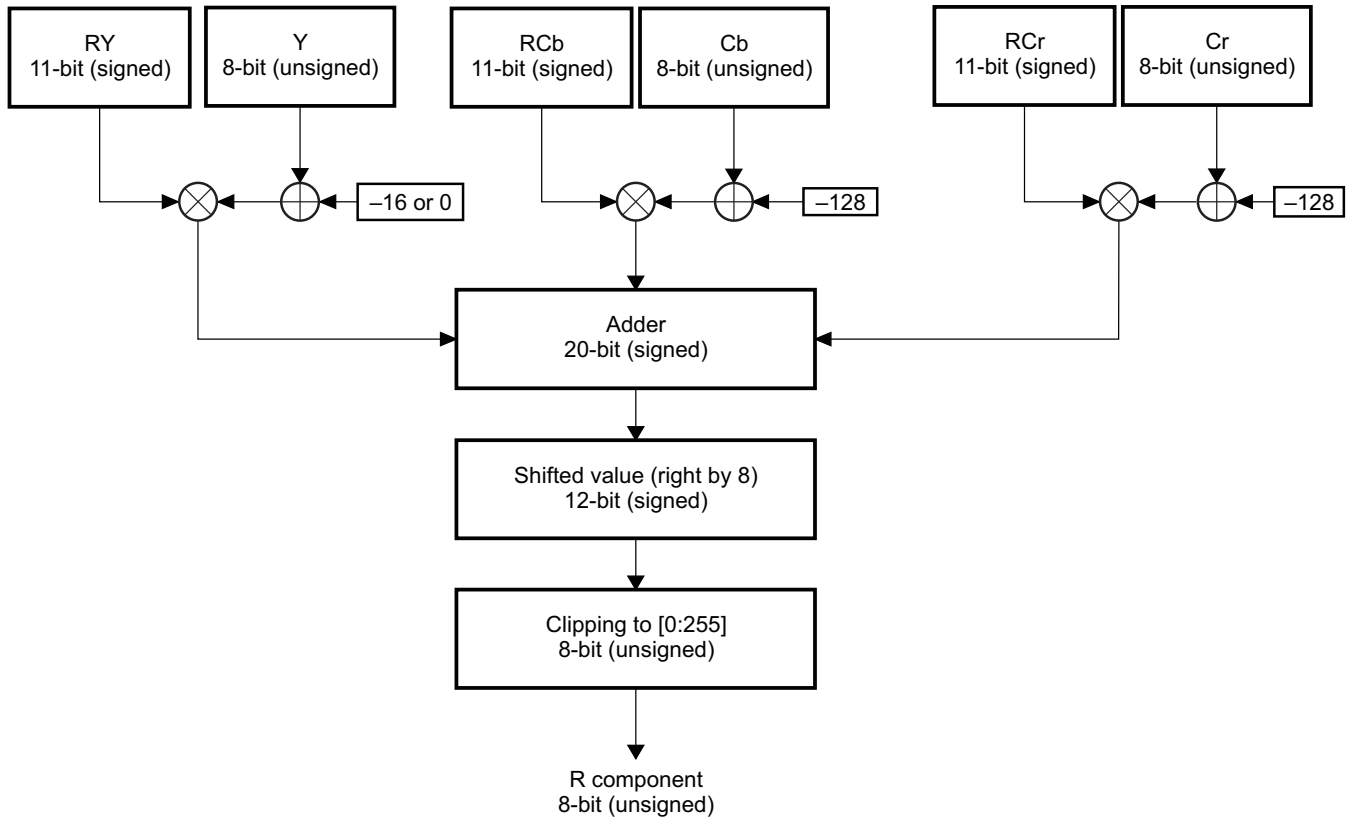 RY
11-bit (signed)
Y
8-bit (unsigned)
RCb
11-bit (signed)
Cb
8-bit (unsigned)
RCr
11-bit (signed)
Cr
8-bit (unsigned)
–16 or 0
–128
–128
Adder
20-bit (signed)
Shifted value (right by 8)
12-bit (signed)
Clipping to [0:255]
8-bit (unsigned)
R component
8-bit (unsigned)